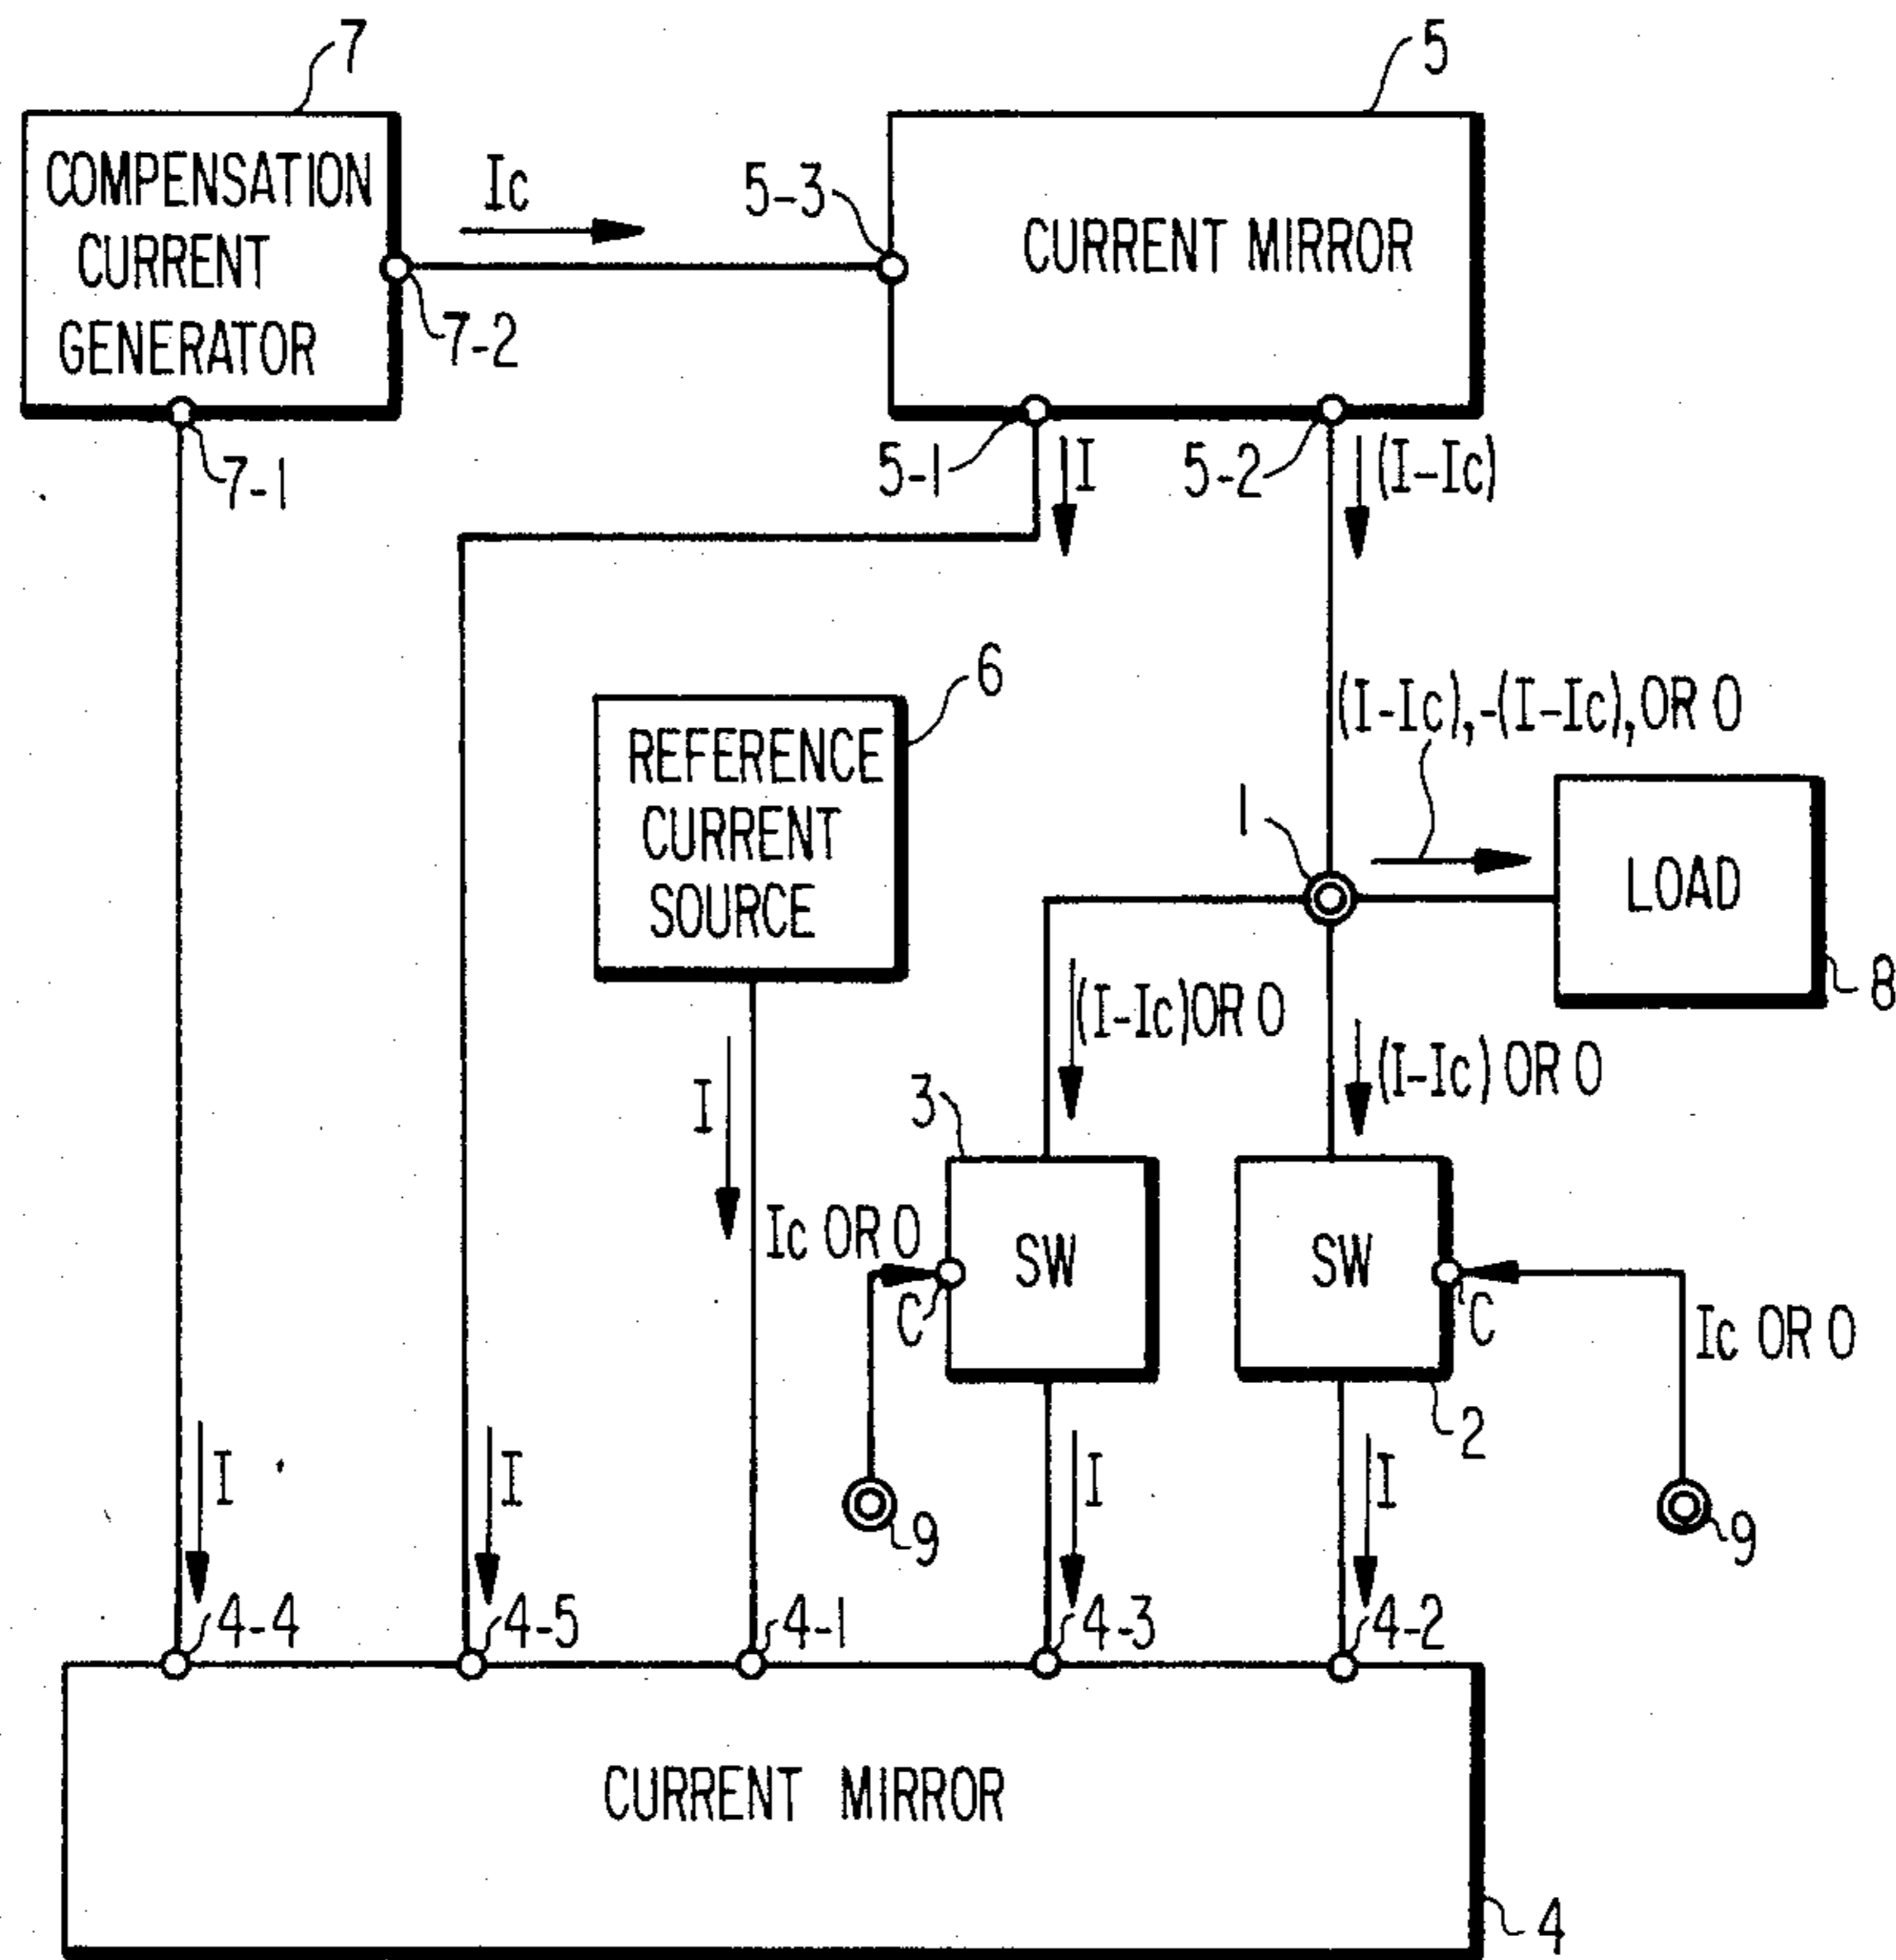 7
5
COMPENSATION
CURRENT
GENERATOR
Ic
5-3
CURRENT MIRROR
7-2
7-1
5-1
I
5-2
(I-Ic)
6
REFERENCE
CURRENT
SOURCE
(I-Ic),-(I-Ic), OR 0
1
LOAD
8
(I-Ic) OR 0
(I-Ic) OR 0
I
3
Ic OR 0
SW
SW
C
C
Ic OR 0
2
I
I
I
I
9
9
4-4
4-5
4-1
4-3
4-2
CURRENT MIRROR
4